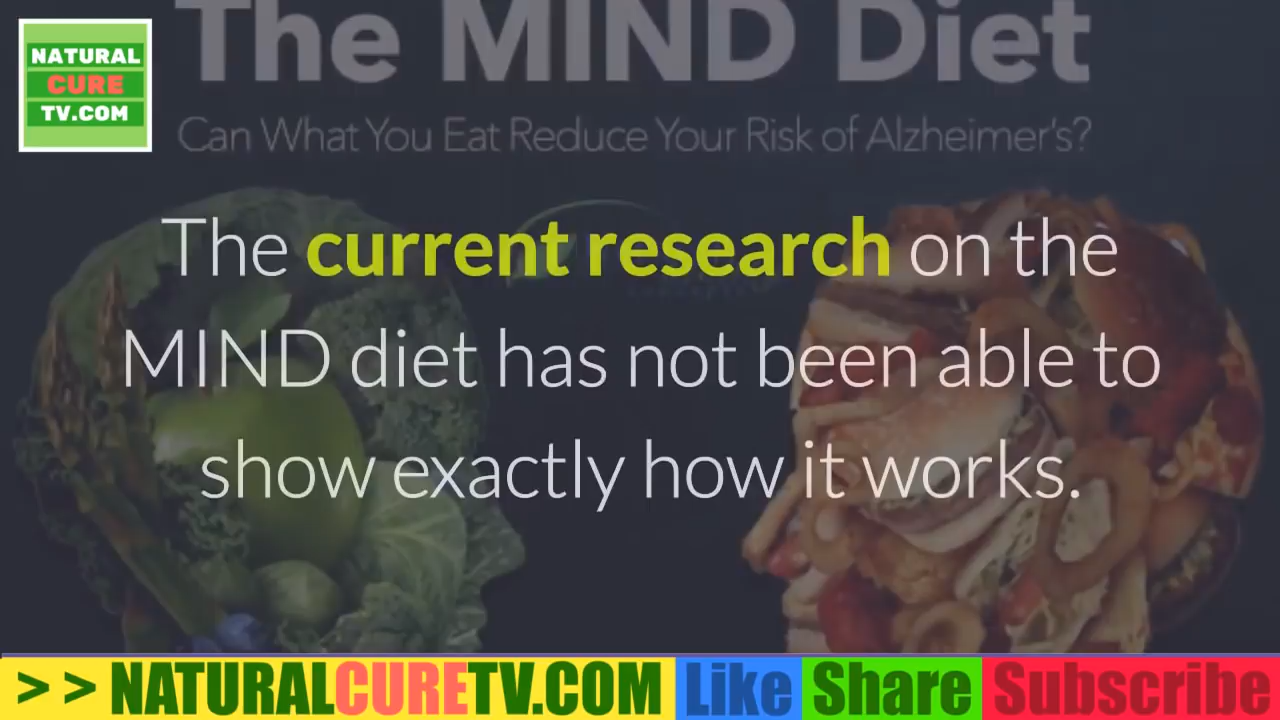 The MIND Diet
NATURAL
CURE
TV.COM
Can What You Eat Reduce Your Risk of Alzheimer's?
The current research on the
MIND diet has not been able to
show exactly how it works.
> > NATURALCURETV.COM Like Share Subscribe